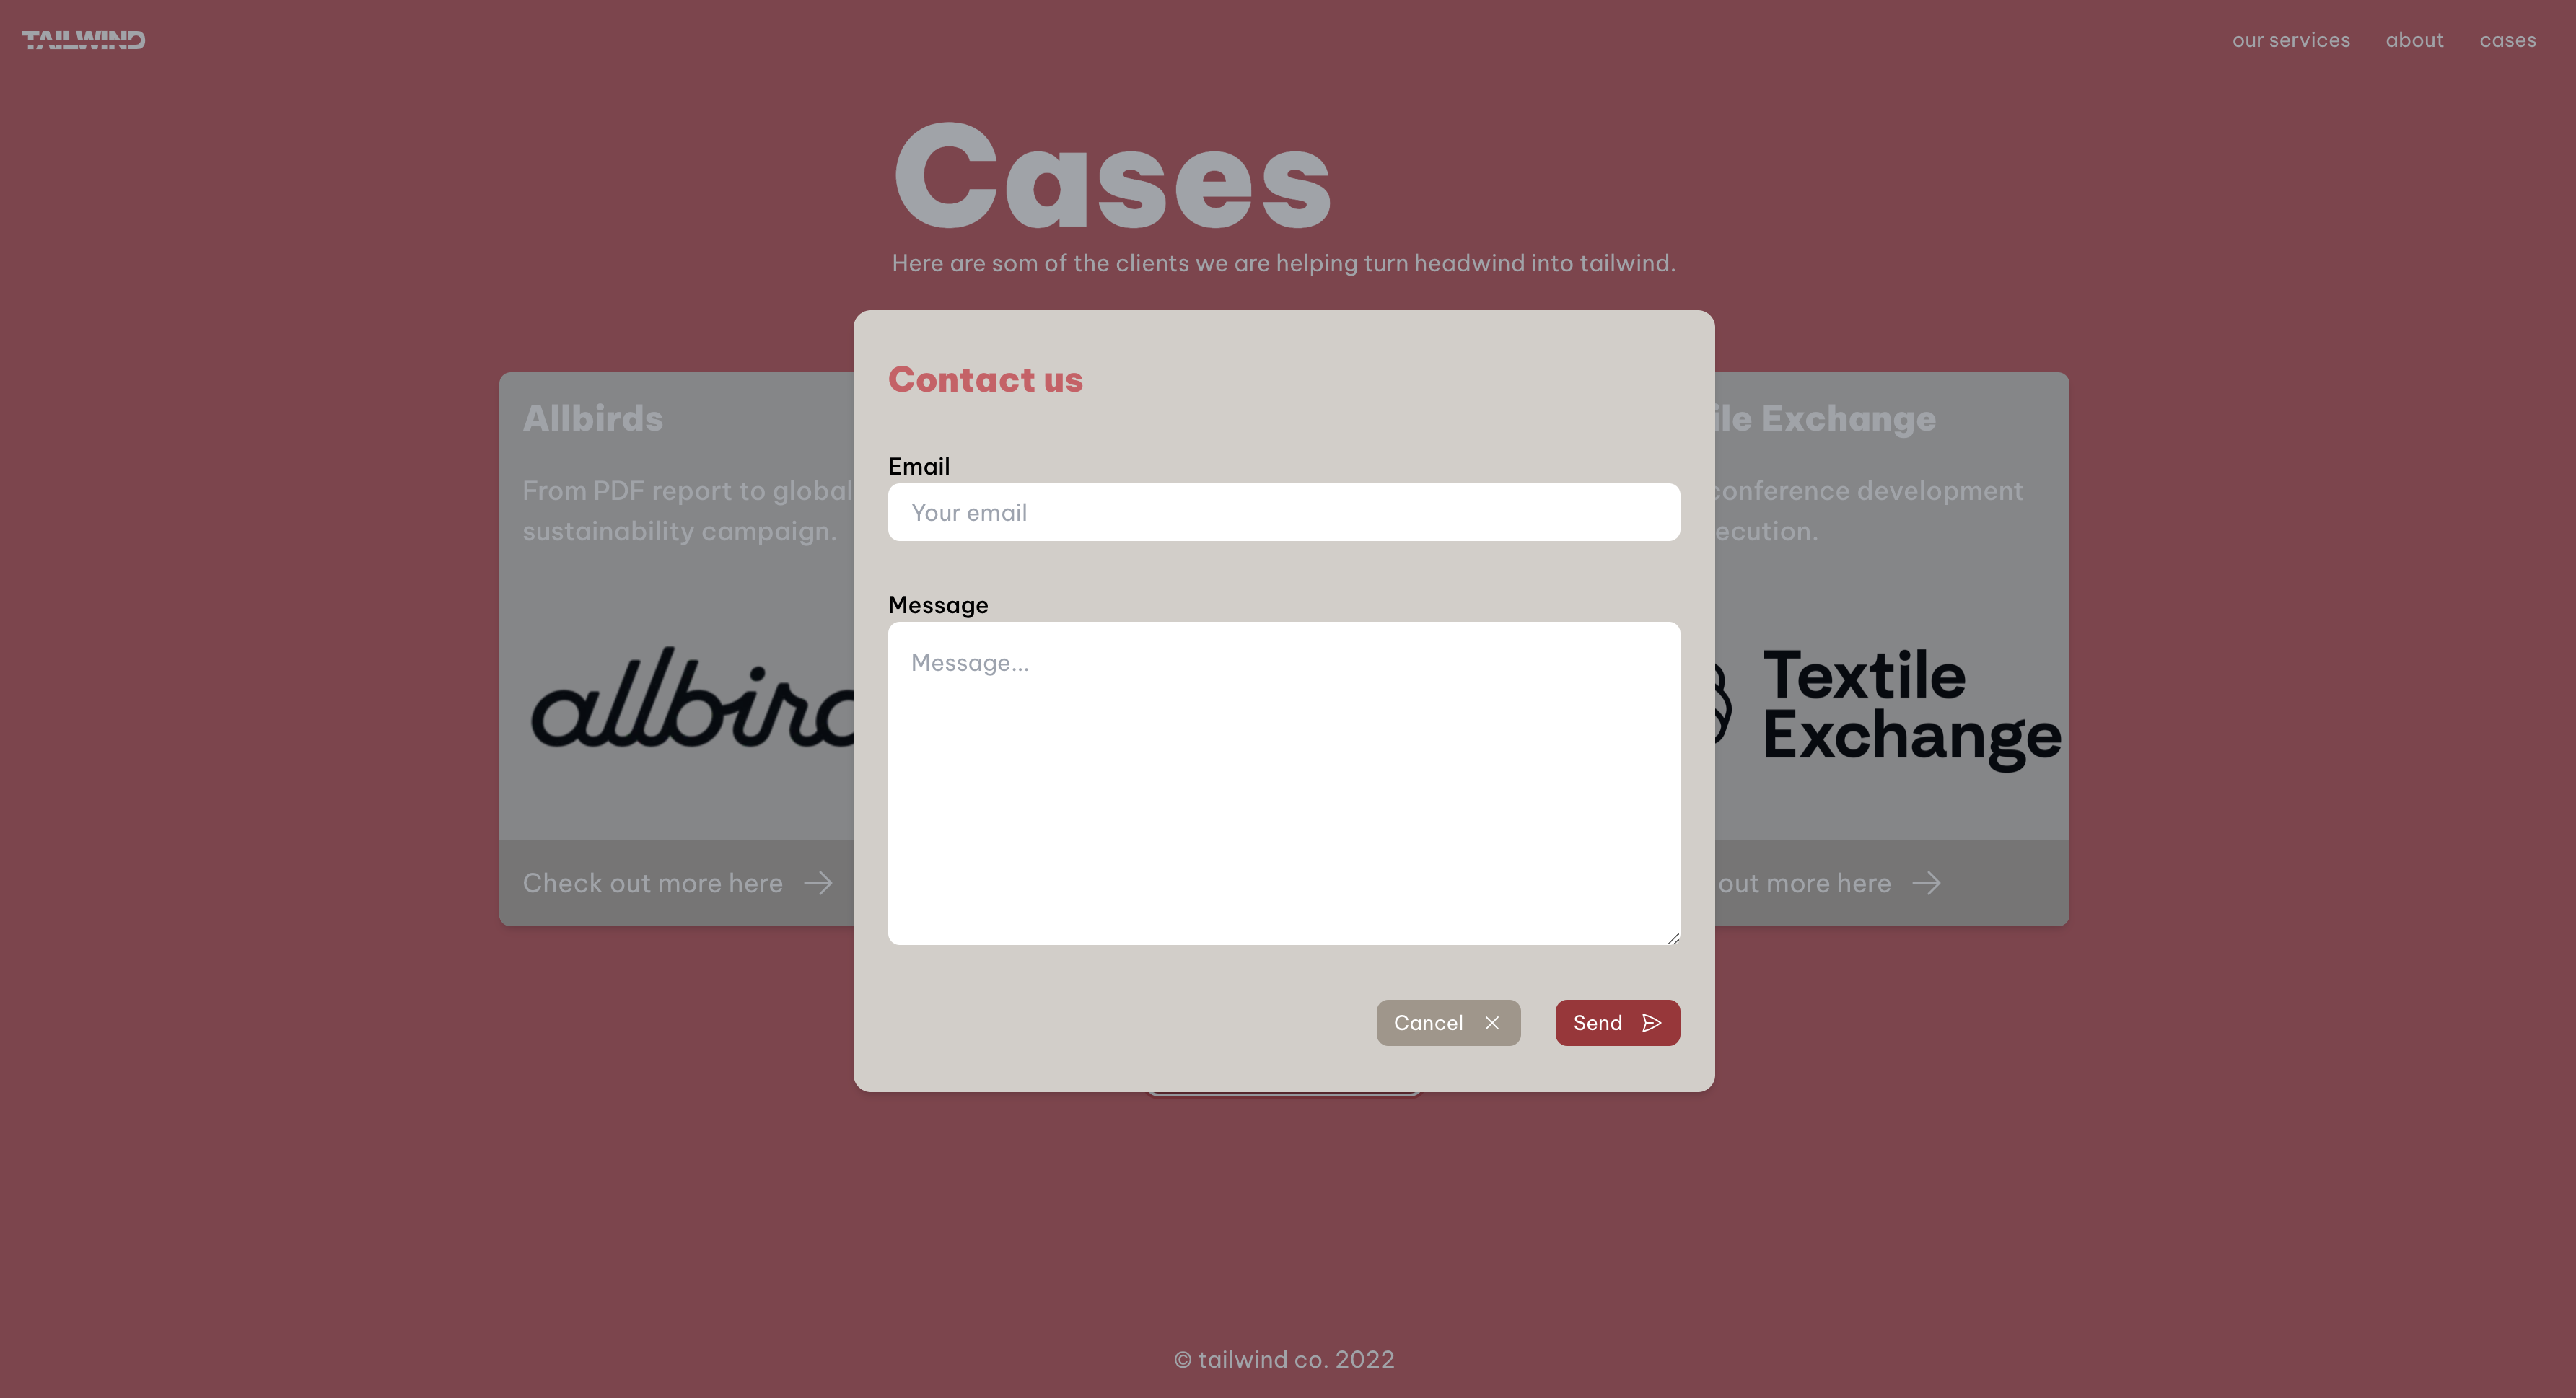 TAILWIND
our services about cases
Cases
Here are som of the clients we are helping turn headwind into tailwind.
Allbirds
From PDF report to global
sustainability campaign.
allbird
Check out more here
Contact us
Email
Your email
Message
Message...
Cancel
Send
ile Exchange
conference development
ecution.
Textile
Exchange
out more here
© tailwind co. 2022